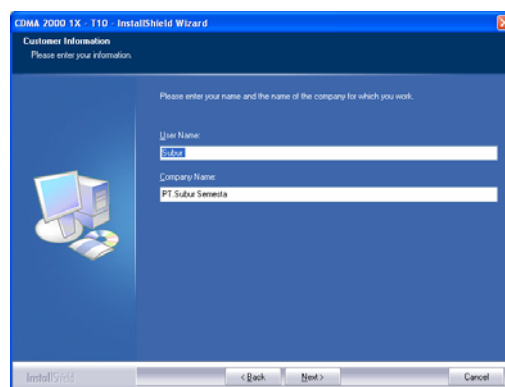 CDMA 2000 1X - T10 - InstallShield Wizard
Customer Information
Please enter your information.
Please enter your name and the name of the company for which you work.
User Name:
Subur
Company Name:
PT.Subur Semesta
InstallShield
< Back
Next >
Cancel